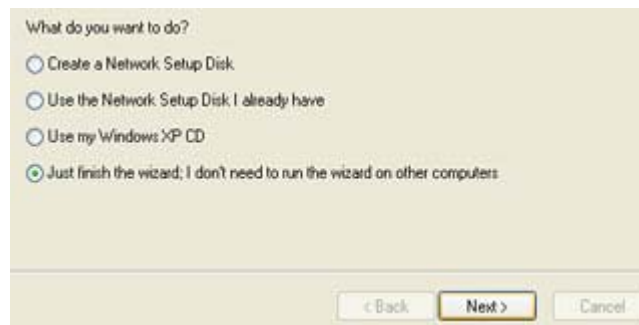 What do you want to do?
Create a Network Setup Disk
Use the Network Setup Disk I already have
Use my Windows XP CD
Just finish the wizard; I don't need to run the wizard on other computers
< Back Next > Cancel